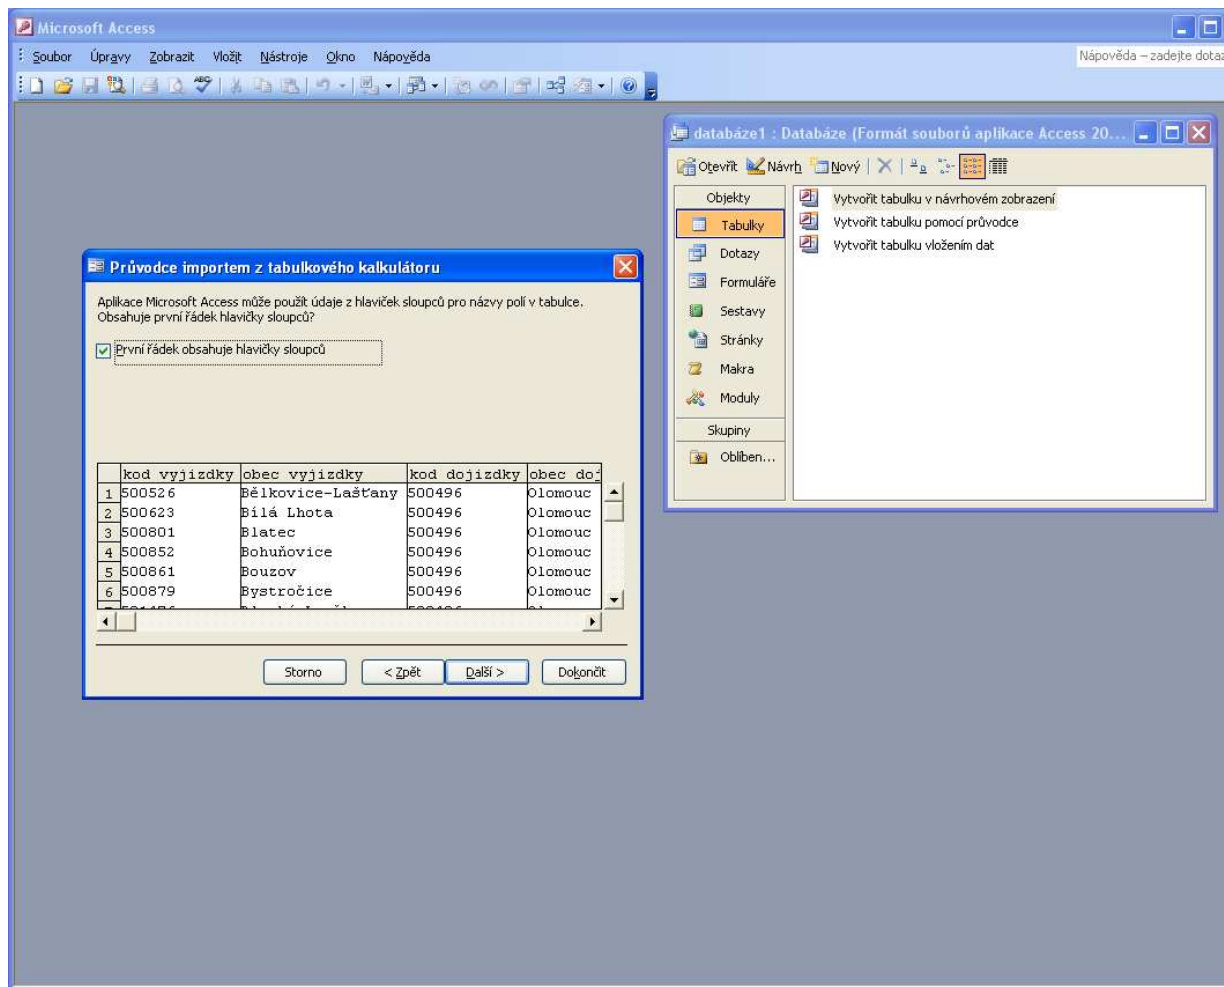 Microsoft Access
Soubor Úpravy Zobrazit Vložit Nástroje Okno Nápověda
Nápověda – zadejte dotaz
databáze1 : Databáze (Formát souborů aplikace Access 20...
Otevřít Návrh Nový
Objekty
Tabulky
Dotazy
Formuláře
Sestavy
Stránky
Makra
Moduly
Skupiny
Obliben...
Vytvořit tabulku v návrhovém zobrazení
Vytvořit tabulku pomocí průvodce
Vytvořit tabulku vložením dat
Průvodce importem z tabulkového kalkulátoru
Aplikace Microsoft Access může použít údaje z hlaviček sloupců pro názvy polí v tabulce.
Obsahuje první řádek hlavičky sloupců?
První řádek obsahuje hlavičky sloupců
kod vyjizdky obec vyjizdky kod dojizdky obec doj
1 500526 Bělkovice-Lašťany 500496 Olomouc
2 500623 Bílá Lhota 500496 Olomouc
3 500801 Blatec 500496 Olomouc
4 500852 Bohuňovice 500496 Olomouc
5 500861 Bouzov 500496 Olomouc
6 500879 Bystročice 500496 Olomouc
Storno < Zpět Další > Dokončit